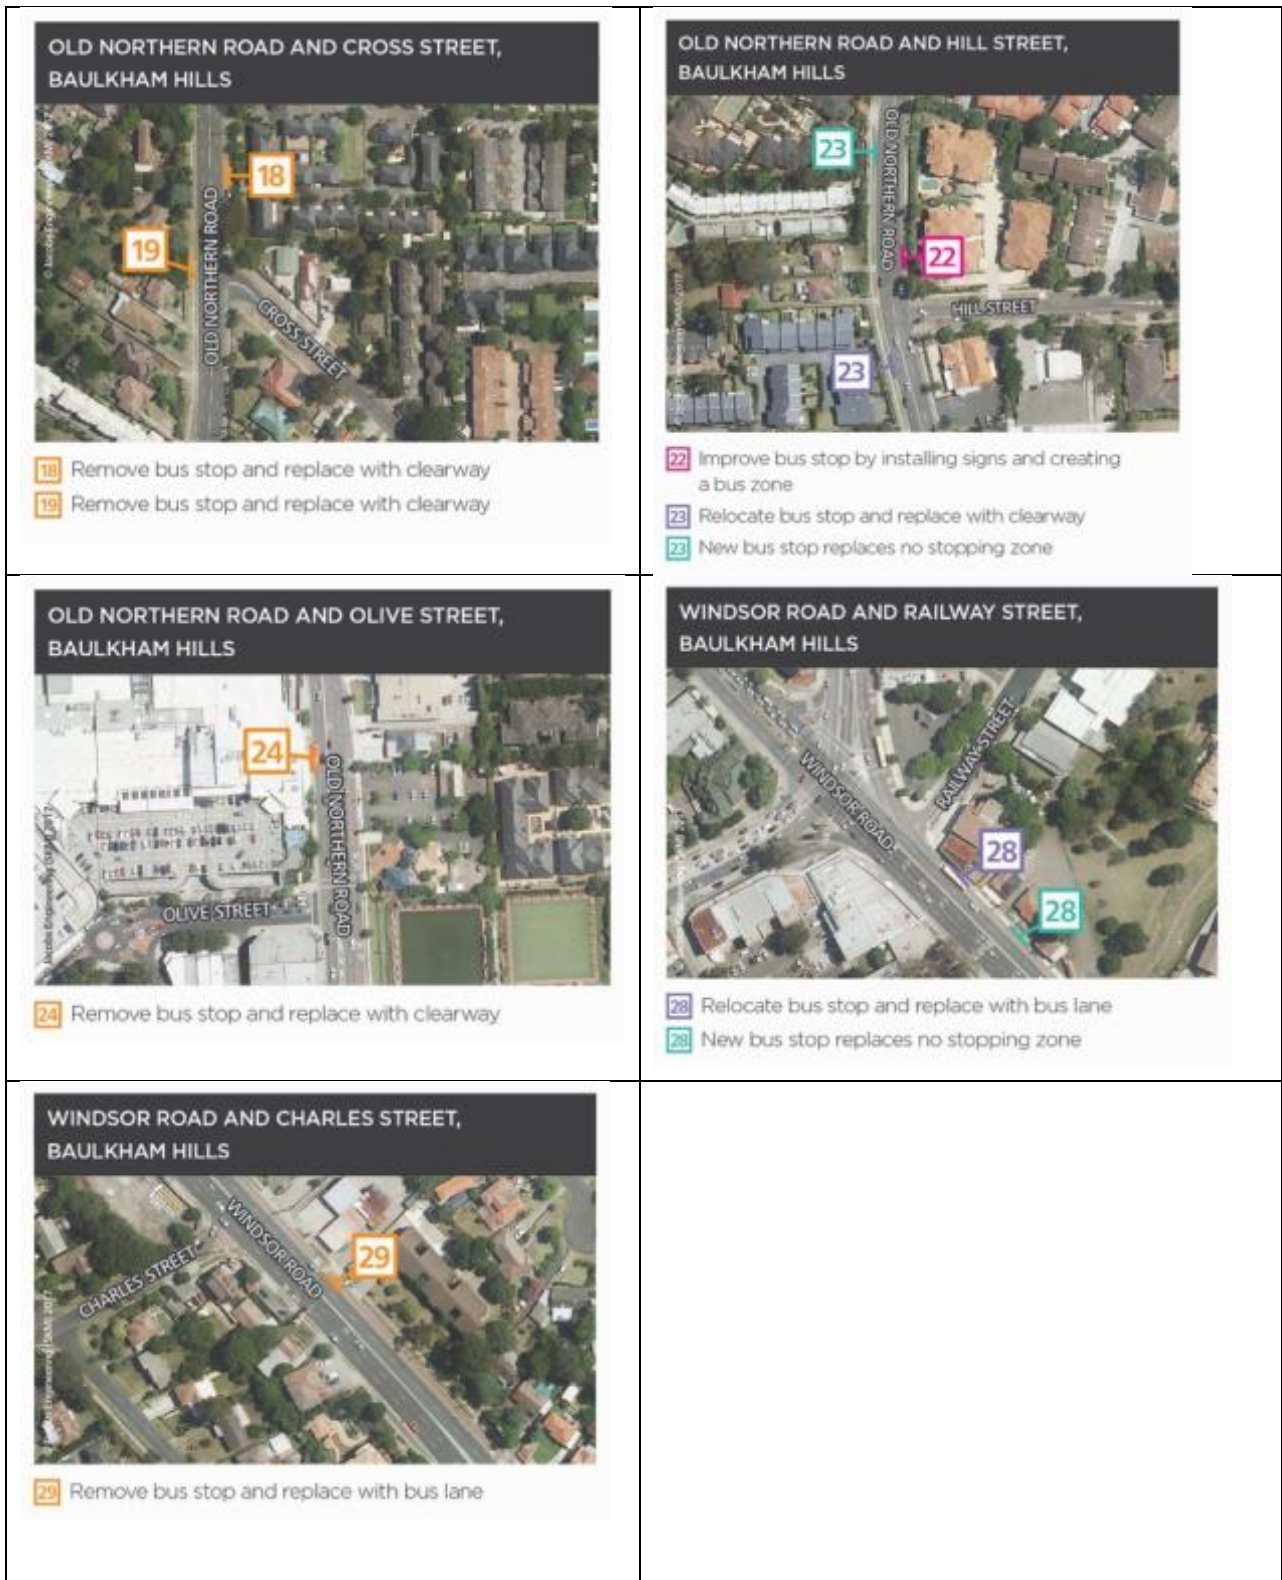 OLD NORTHERN ROAD AND CROSS STREET,
BAULKHAM HILLS
18
19
OLD NORTHERN ROAD
CROSS STREET
18 Remove bus stop and replace with clearway
19 Remove bus stop and replace with clearway
OLD NORTHERN ROAD AND HILL STREET,
BAULKHAM HILLS
OLD NORTHERN ROAD
23
22
HILL STREET
23
22 Improve bus stop by installing signs and creating
a bus zone
23 Relocate bus stop and replace with clearway
23 New bus stop replaces no stopping zone
OLD NORTHERN ROAD AND OLIVE STREET,
BAULKHAM HILLS
24
OLD NORTHERN ROAD
OLIVE STREET
24 Remove bus stop and replace with clearway
WINDSOR ROAD AND RAILWAY STREET,
BAULKHAM HILLS
WINDSOR ROAD
RAILWAY STREET
28
28
28 Relocate bus stop and replace with bus lane
28 New bus stop replaces no stopping zone
WINDSOR ROAD AND CHARLES STREET,
BAULKHAM HILLS
WINDSOR ROAD
29
CHARLES STREET
29 Remove bus stop and replace with bus lane